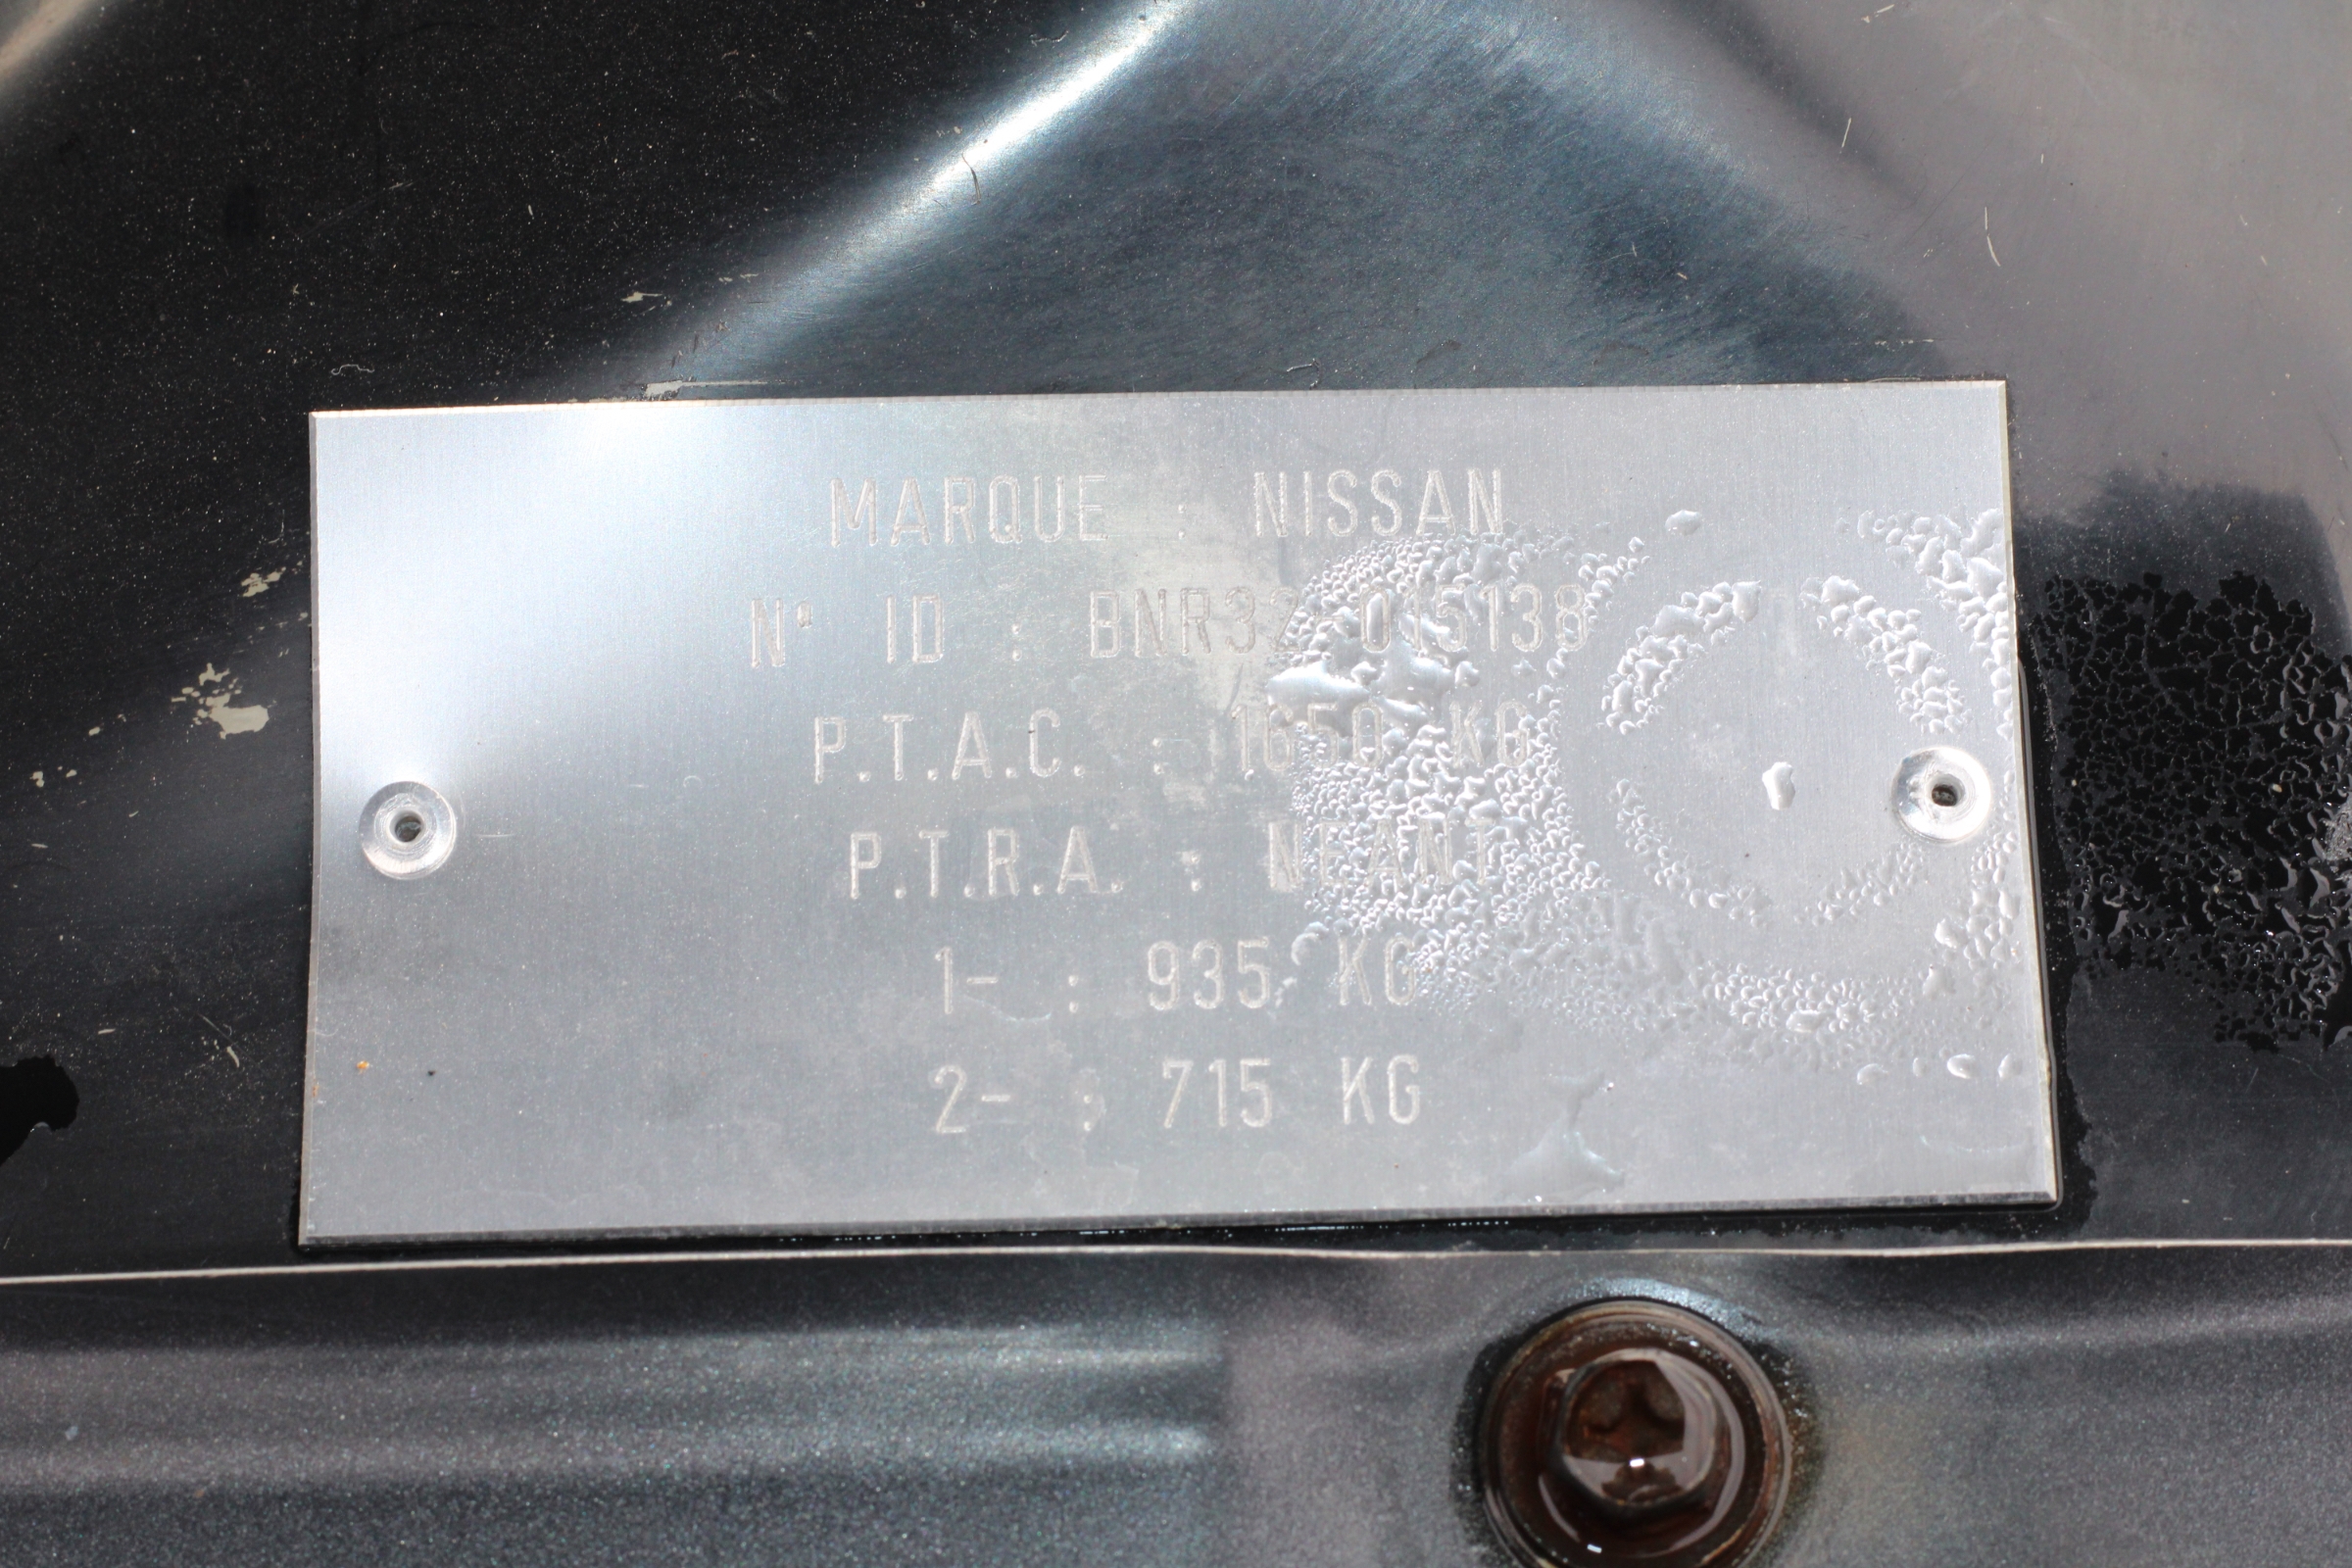 MARQUE : NISSAN
N° ID : BNR32-015138
P.T.A.C. : 1650 KG
P.T.R.A. : NEANT
1- : 935 KG
2- : 715 KG